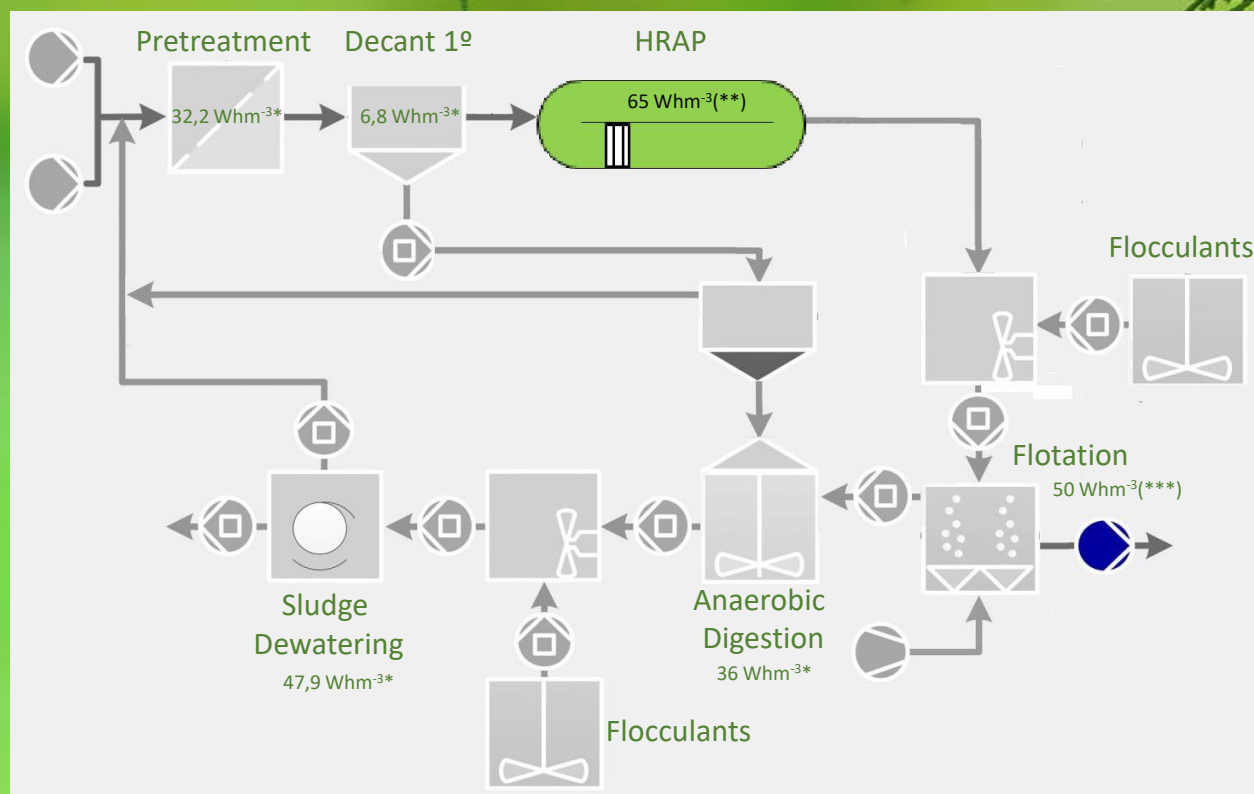 Pretreatment
Decant 1º
HRAP
32,2 Whm⁻³*
6,8 Whm⁻³*
65 Whm⁻³(**)
Flocculants
Flotation
50 Whm⁻³(***)
Sludge
Dewatering
47,9 Whm⁻³*
Anaerobic
Digestion
36 Whm⁻³*
Flocculants